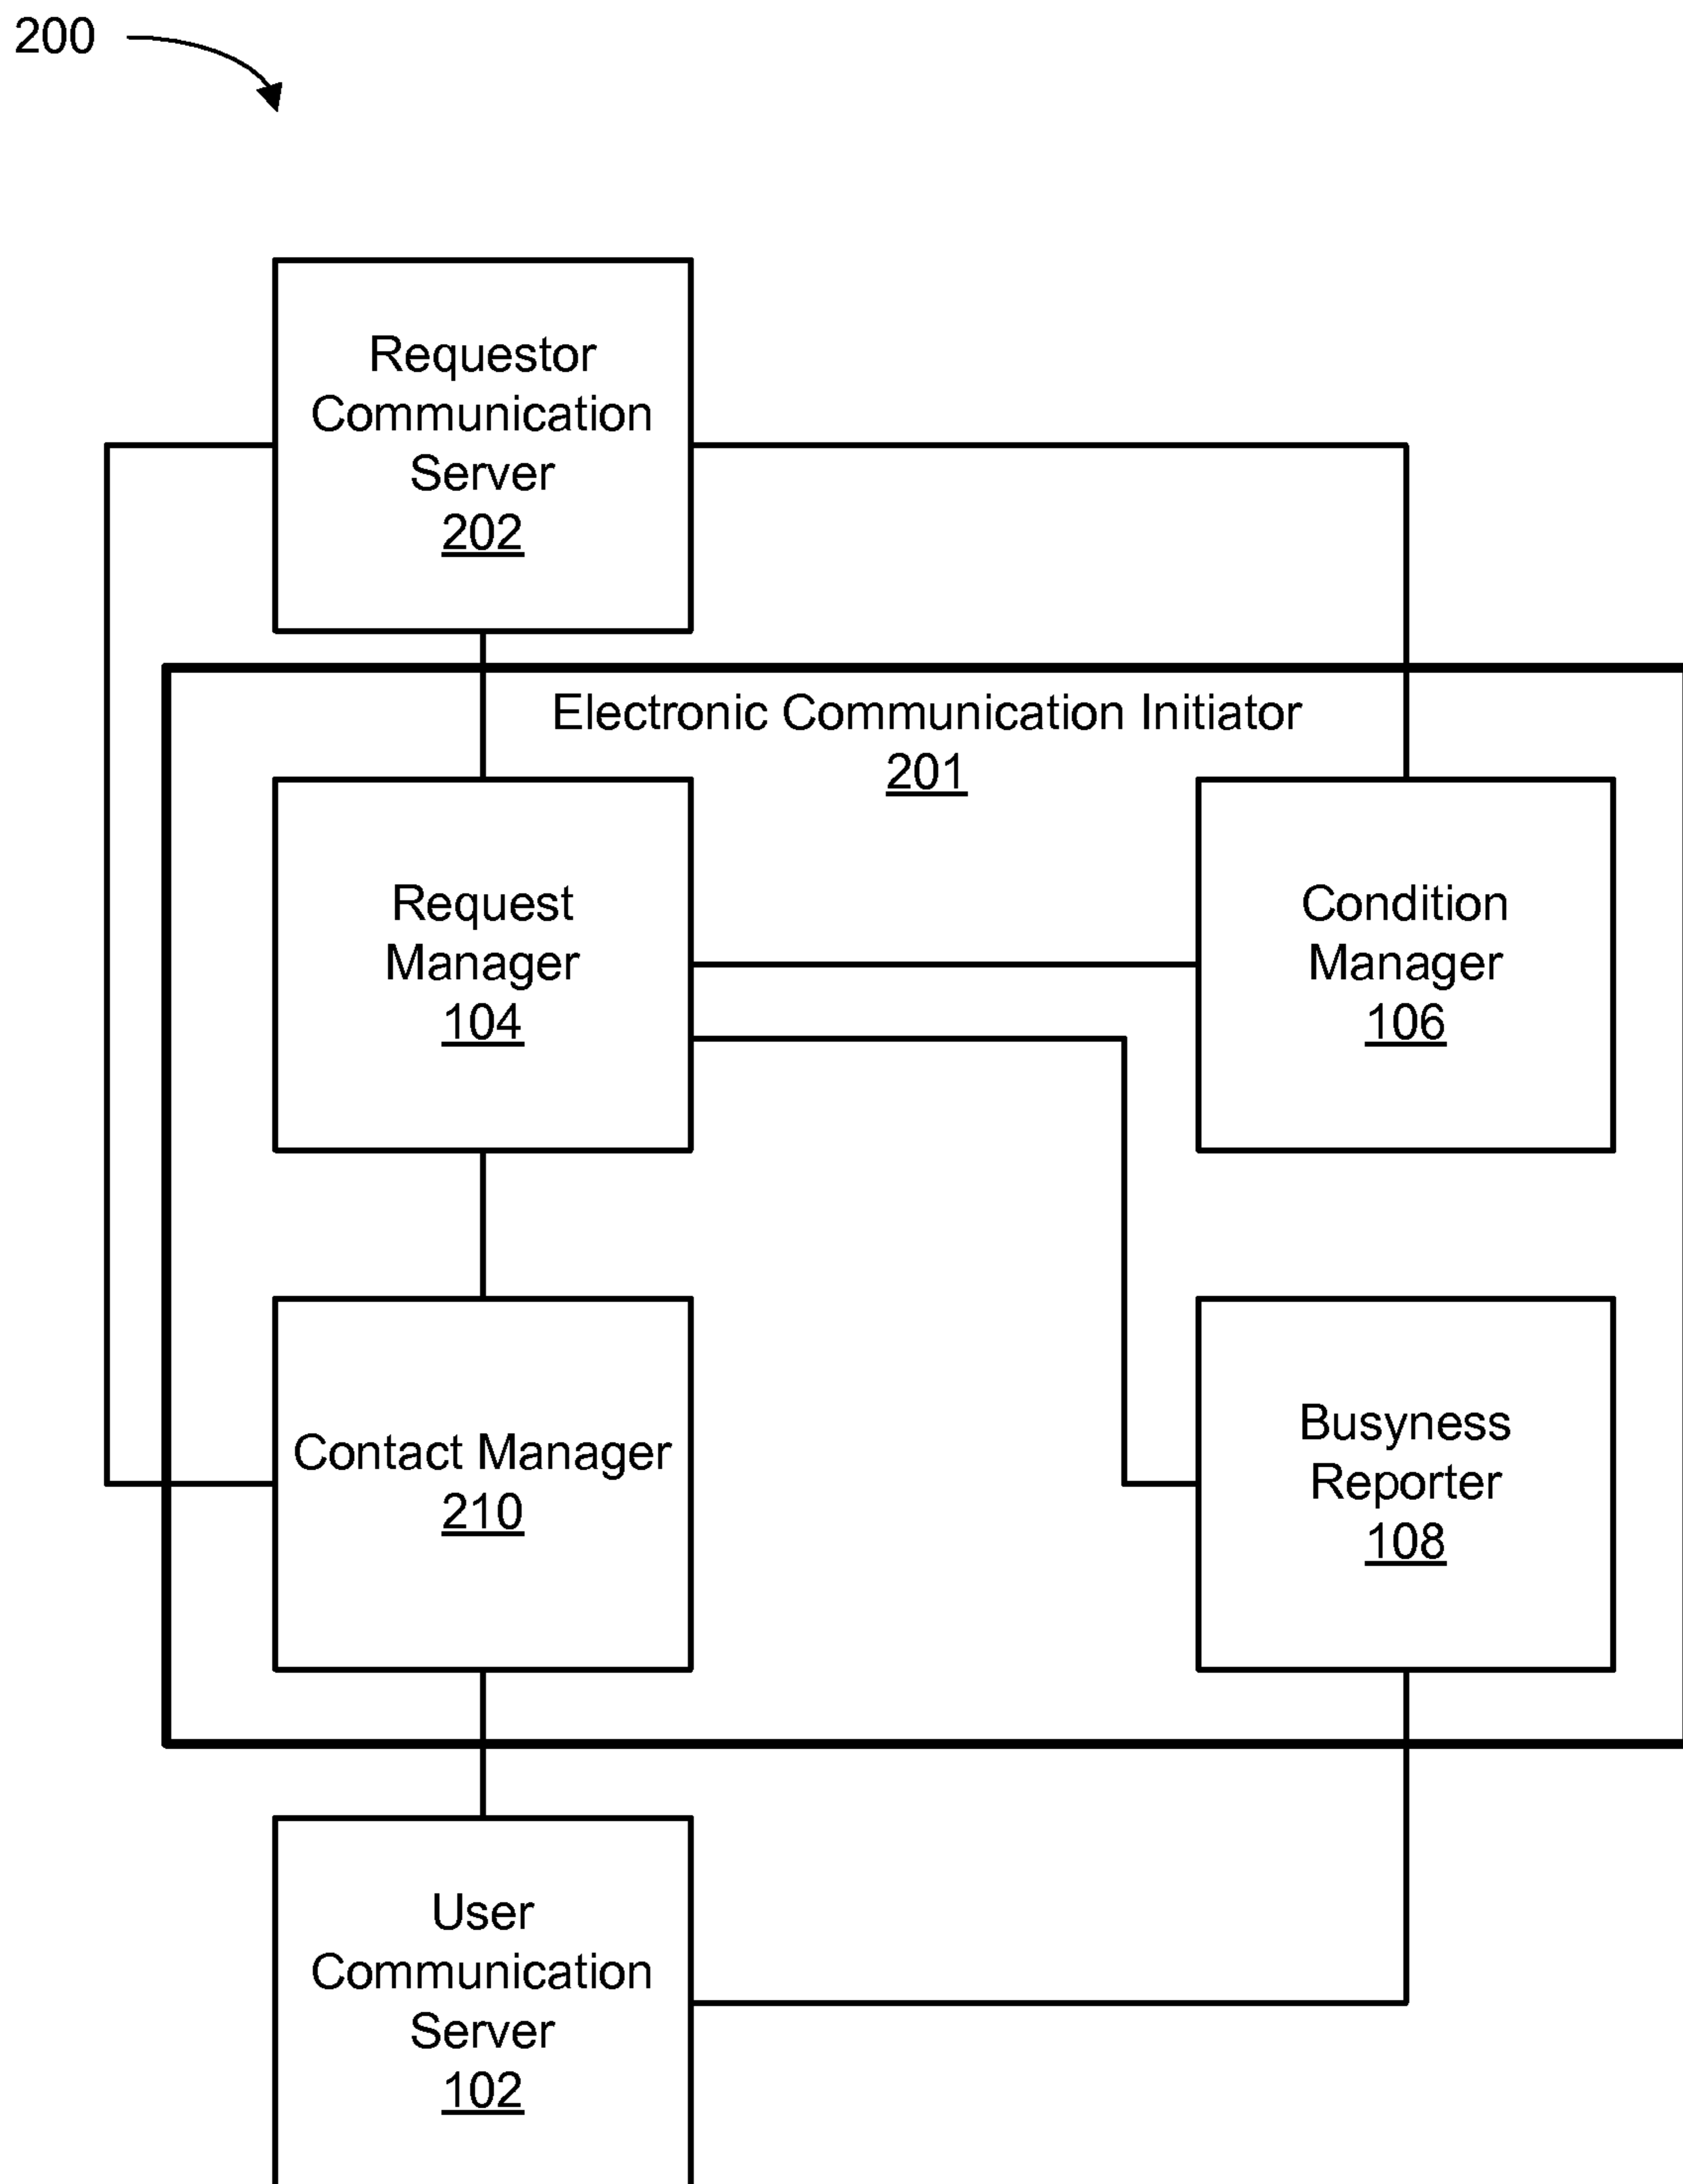 200
Requestor
Communication
Server
202
Electronic Communication Initiator
201
Request
Manager
104
Condition
Manager
106
Contact Manager
210
Busyness
Reporter
108
User
Communication
Server
102